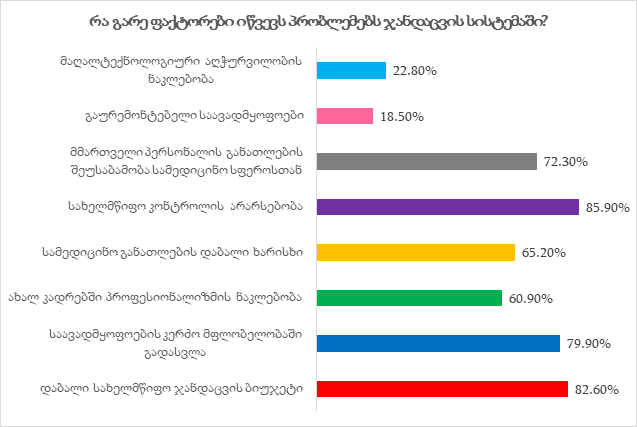 რა გარე ფაქტორები იწვევს პრობლემებს ჯანდაცვის სისტემაში?
მაღალტექნოლოგიური აღჭურვილობის
ნაკლებობა
22.80%
გაურემონტებელი საავადმყოფოები
18.50%
მმართველი პერსონალის განათლების
შეუსაბამობა სამედიცინო სფეროსთან
72.30%
სახელმწიფო კონტროლის არარსებობა
85.90%
სამედიცინო განათლების დაბალი ხარისხი
65.20%
ახალ კადრებში პროფესიონალიზმის ნაკლებობა
60.90%
საავადმყოფოების კერძო მფლობელობაში
გადასვლა
79.90%
დაბალი სახელმწიფო ჯანდაცვის ბიუჯეტი
82.60%